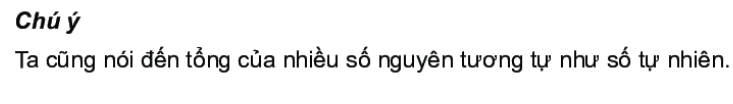 Chú ý
Ta cũng nói đến tổng của nhiều số nguyên tương tự như số tự nhiên.